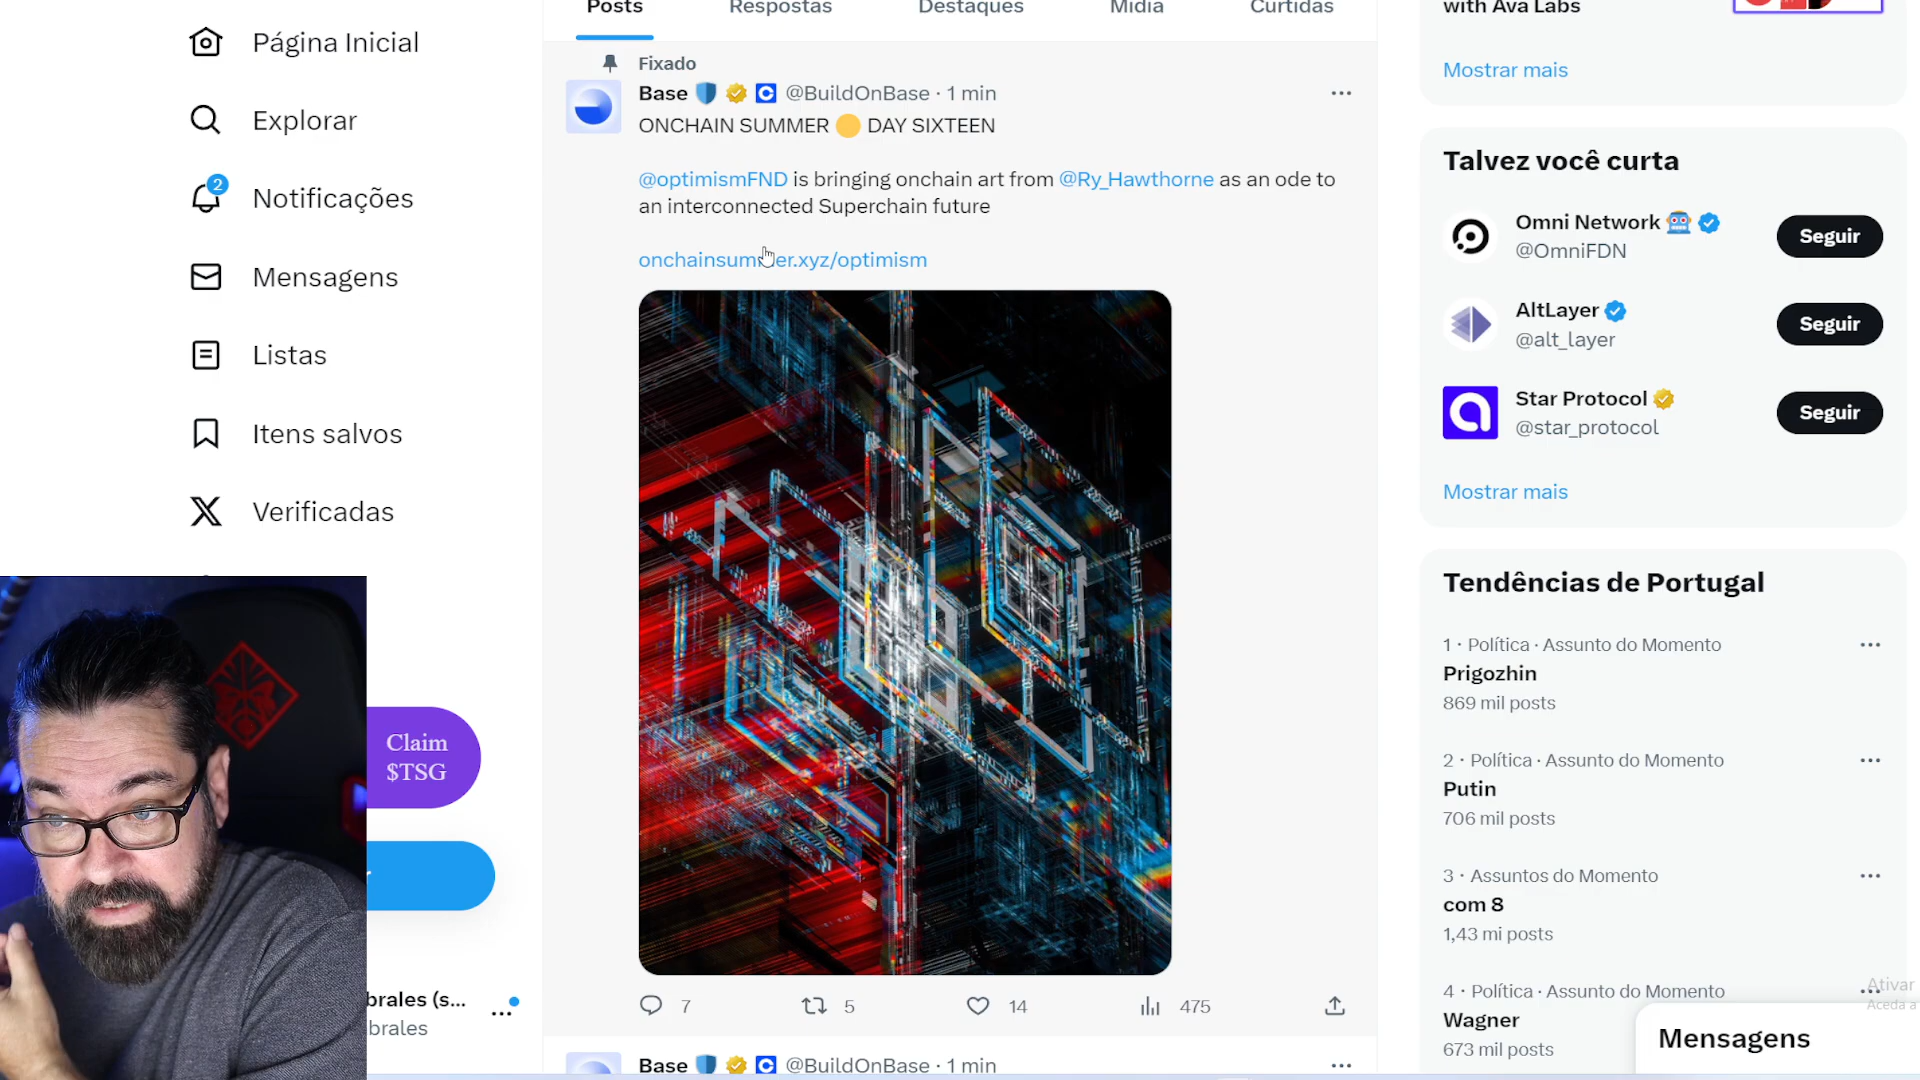 Página Inicial
Explorar
2
Notificações
Mensagens
Listas
Itens salvos
Verificadas
Claim
$TSG
brales (s...
brales
Posts
Respostas
Destaques
Mídia
Curtidas
Fixado
Base @BuildOnBase · 1 min
ONCHAIN SUMMER DAY SIXTEEN
@optimismFND is bringing onchain art from @Ry_Hawthorne as an ode to
an interconnected Superchain future
onchainsummer.xyz/optimism
7
5
14
475
Base @BuildOnBase · 1 min
with Ava Labs
Mostrar mais
Talvez você curta
Omni Network
@OmniFDN
Seguir
AltLayer
@alt_layer
Seguir
Star Protocol
@star_protocol
Seguir
Mostrar mais
Tendências de Portugal
1 · Política · Assunto do Momento
Prigozhin
869 mil posts
2 · Política · Assunto do Momento
Putin
706 mil posts
3 · Assuntos do Momento
com 8
1,43 mi posts
4 · Política · Assunto do Momento
Wagner
673 mil posts
Ativar
Aceda a
Mensagens